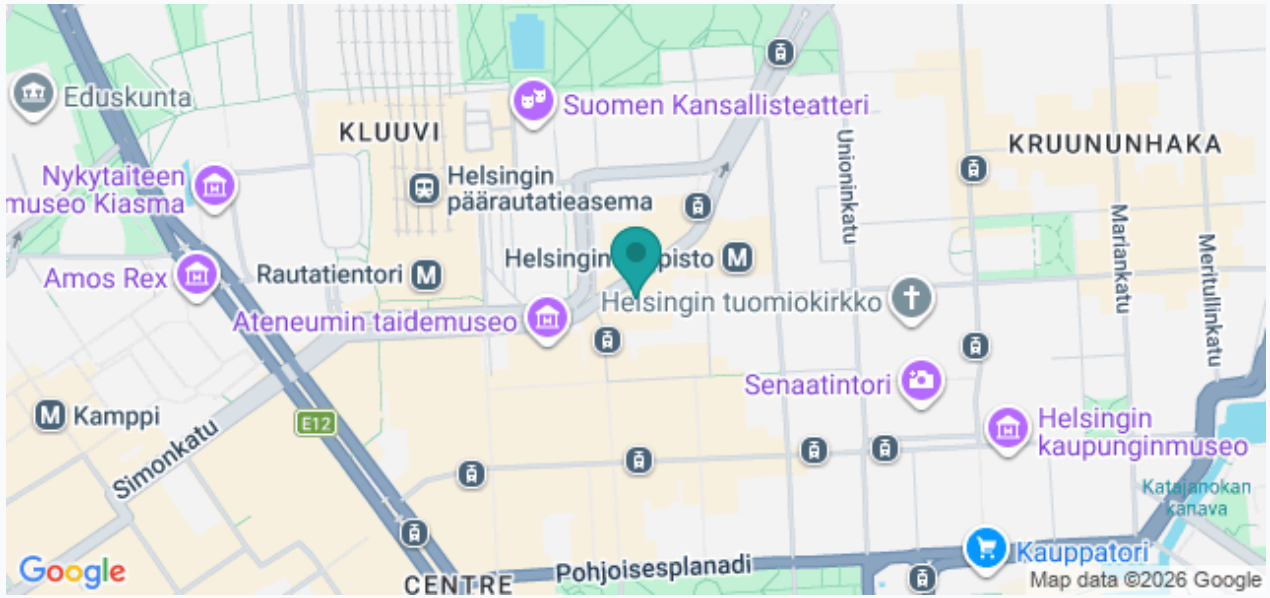 Eduskunta
KLUUVI
Suomen Kansallisteatteri
KRUUNUNHAKA
Unioninkatu
Nykytaiteen
museo Kiasma
Helsingin
päärautatieasema
Mariankatu
Meritullinkatu
Amos Rex
Rautatientori M
Helsingin
pisto M
Helsingin tuomiokirkko
Ateneumin taidemuseo
Senaatintori
M Kamppi
E12
Simonkatu
Helsingin
kaupunginmuseo
Katajanokan
kanava
Kauppatori
Pohjoisesplanadi
CENTRE
Google
Map data ©2026 Google